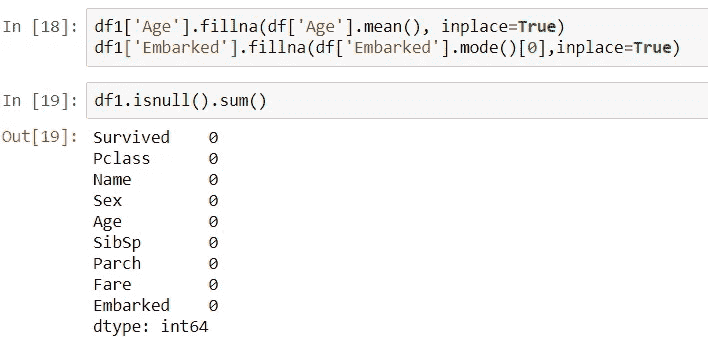 In [18]: df1['Age'].fillna(df['Age'].mean(), inplace=True)
df1['Embarked'].fillna(df['Embarked'].mode()[0],inplace=True)
In [19]: df1.isnull().sum()
Out[19]: Survived 0
Pclass 0
Name 0
Sex 0
Age 0
SibSp 0
Parch 0
Fare 0
Embarked 0
dtype: int64